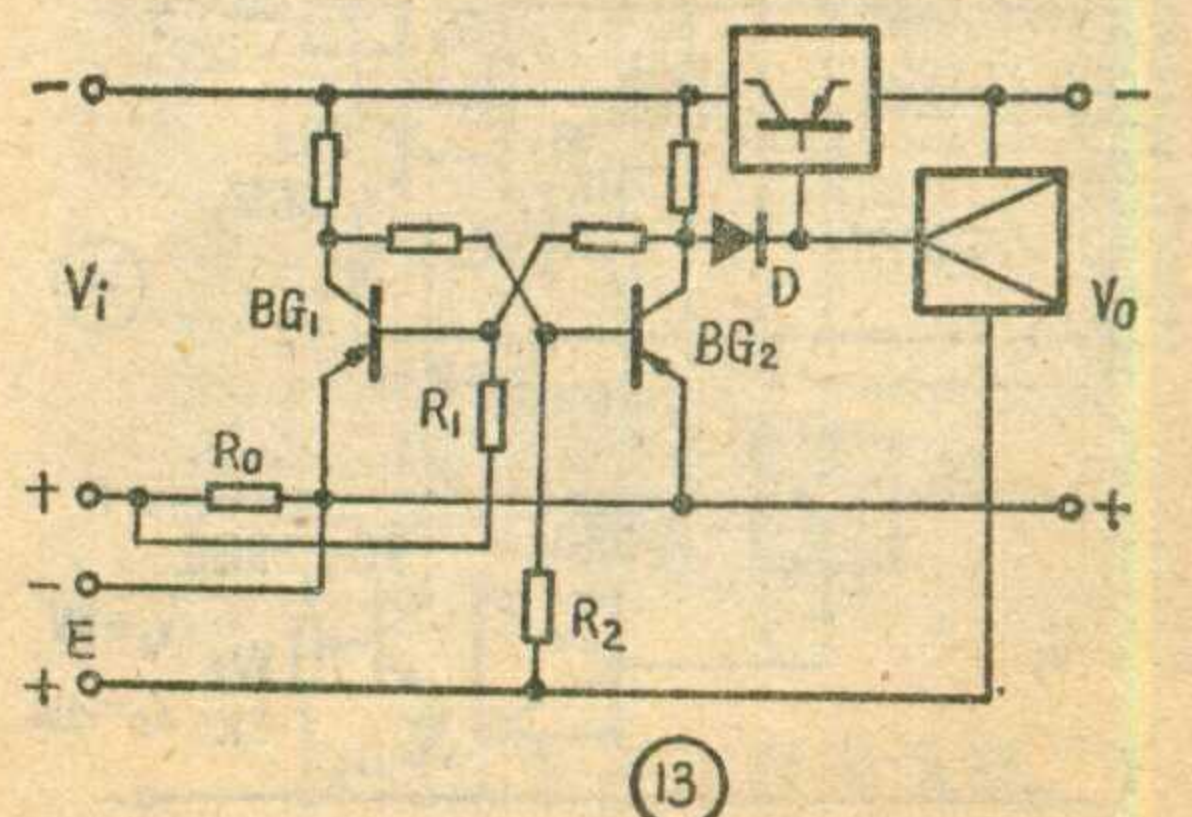 - -
Vi
BG₁
D
V₀
BG₂
R₁
R₀
+ +
-
E
R₂
+
13